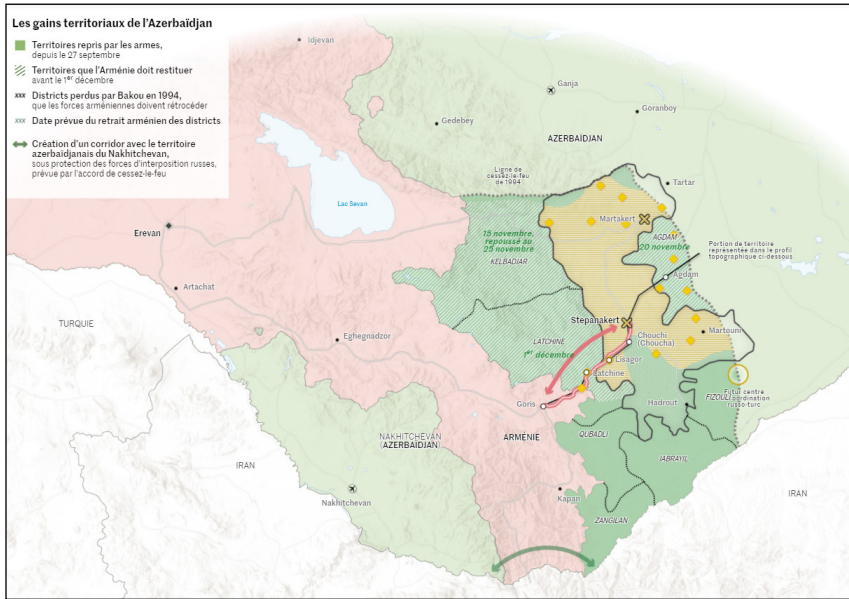 Les gains territoriaux de l'Azerbaïdjan
Territoires repris par les armes,
depuis le 27 septembre
Territoires que l'Arménie doit restituer
avant le 1er décembre
xxx Districts perdus par Bakou en 1994,
que les forces arméniennes doivent rétrocéder
xxx Date prévue du retrait arménien des districts
Création d'un corridor avec le territoire
azerbaïdjanais du Nakhitchevan,
sous protection des forces d'interposition russes,
prévue par l'accord de cessez-le-feu
Idjevan
Ganja
Goranboy
Gedebey
AZERBAÏDJAN
Ligne de
cessez-le-feu
de 1994
Tartar
Lac Sevan
Martakert
Erevan
15 novembre,
repoussé au
25 novembre
KELBADJAR
AGDAM
20 novembre
Portion de territoire
représentée dans le profil
topographique ci-dessous
Agdam
Artachat
TURQUIE
Stepanakert
Martouni
Eghegnadzor
LATCHINE
Chouchi
(Choucha)
1er décembre
Lisagor
Latchine
Futur centre
coordination
russo-turc
FIZOULI
Goris
Hadrout
NAKHITCHEVAN
(AZERBAÏDJAN)
ARMÉNIE
QUBADLI
JABRAYIL
IRAN
Nakhitchevan
Kapan
IRAN
ZANGILAN